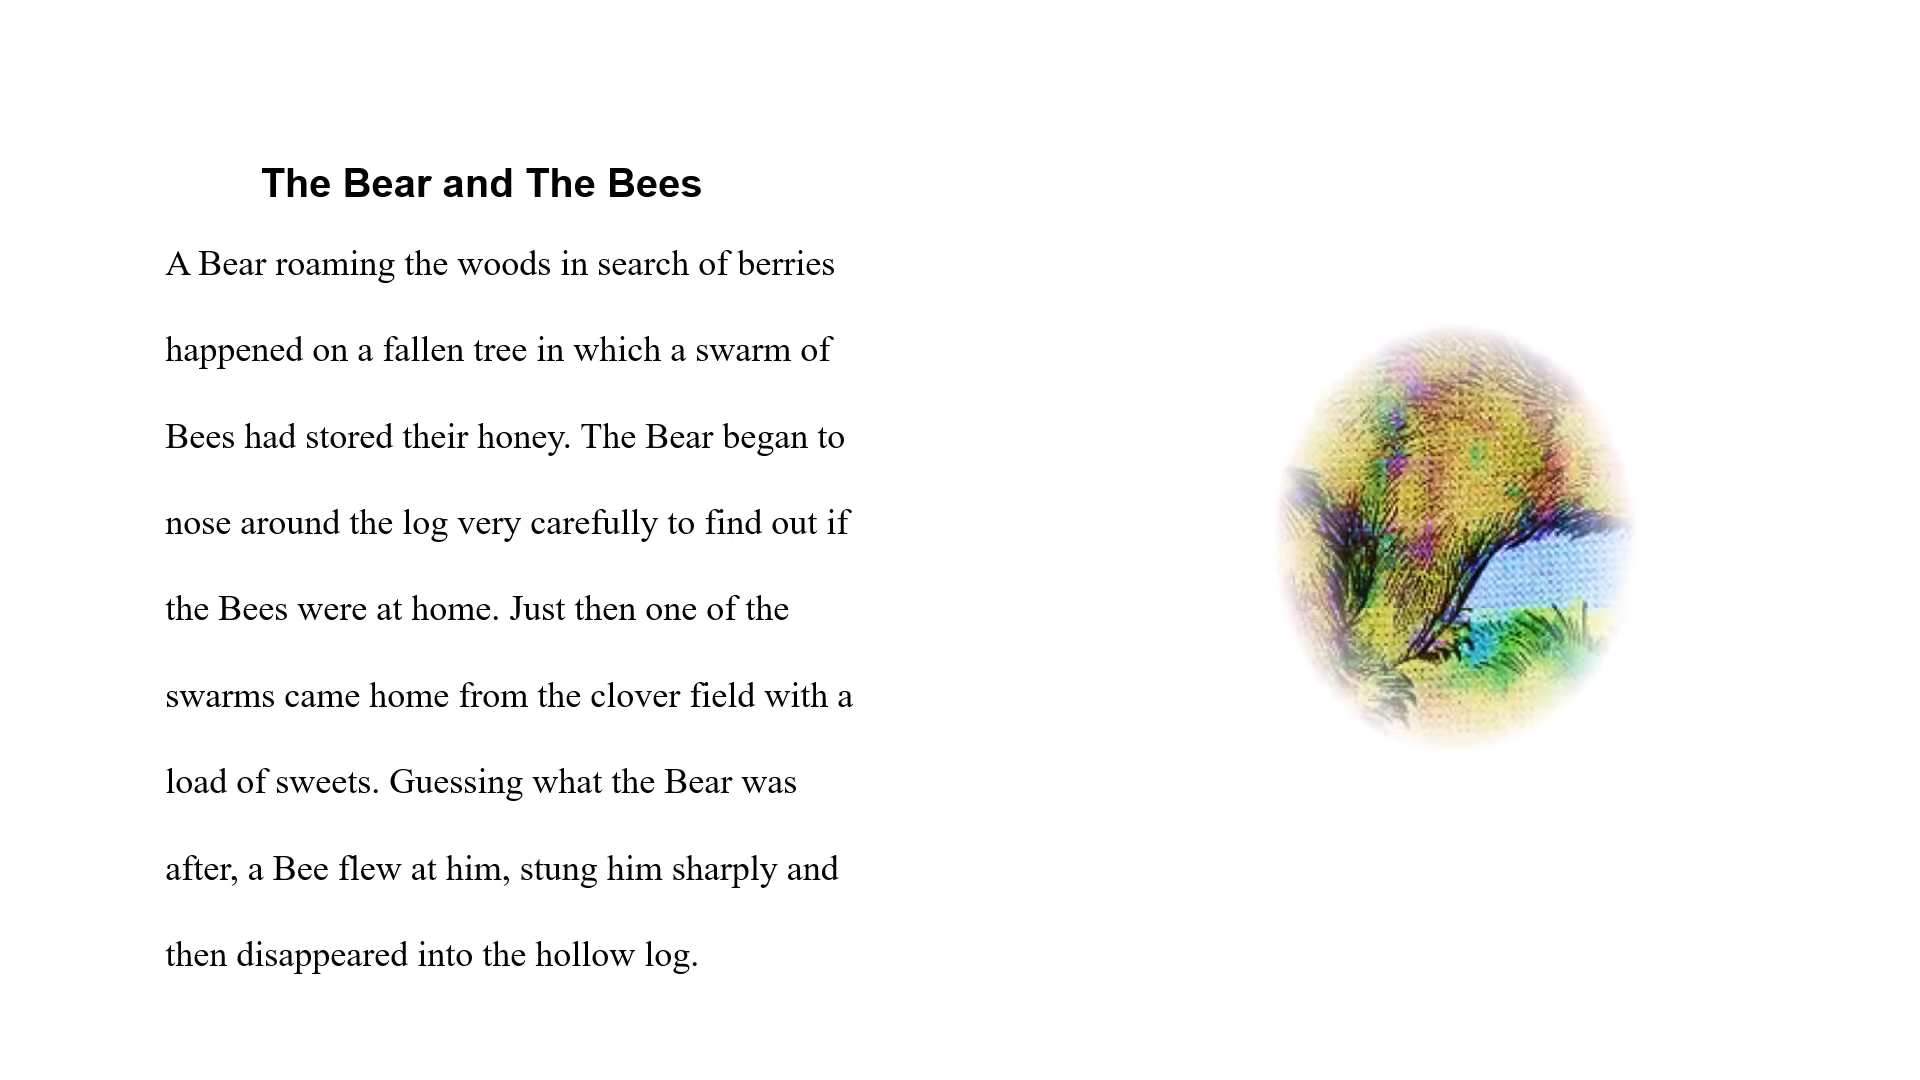 The Bear and The Bees
A Bear roaming the woods in search of berries
happened on a fallen tree in which a swarm of
Bees had stored their honey. The Bear began to
nose around the log very carefully to find out if
the Bees were at home. Just then one of the
swarms came home from the clover field with a
load of sweets. Guessing what the Bear was
after, a Bee flew at him, stung him sharply and
then disappeared into the hollow log.